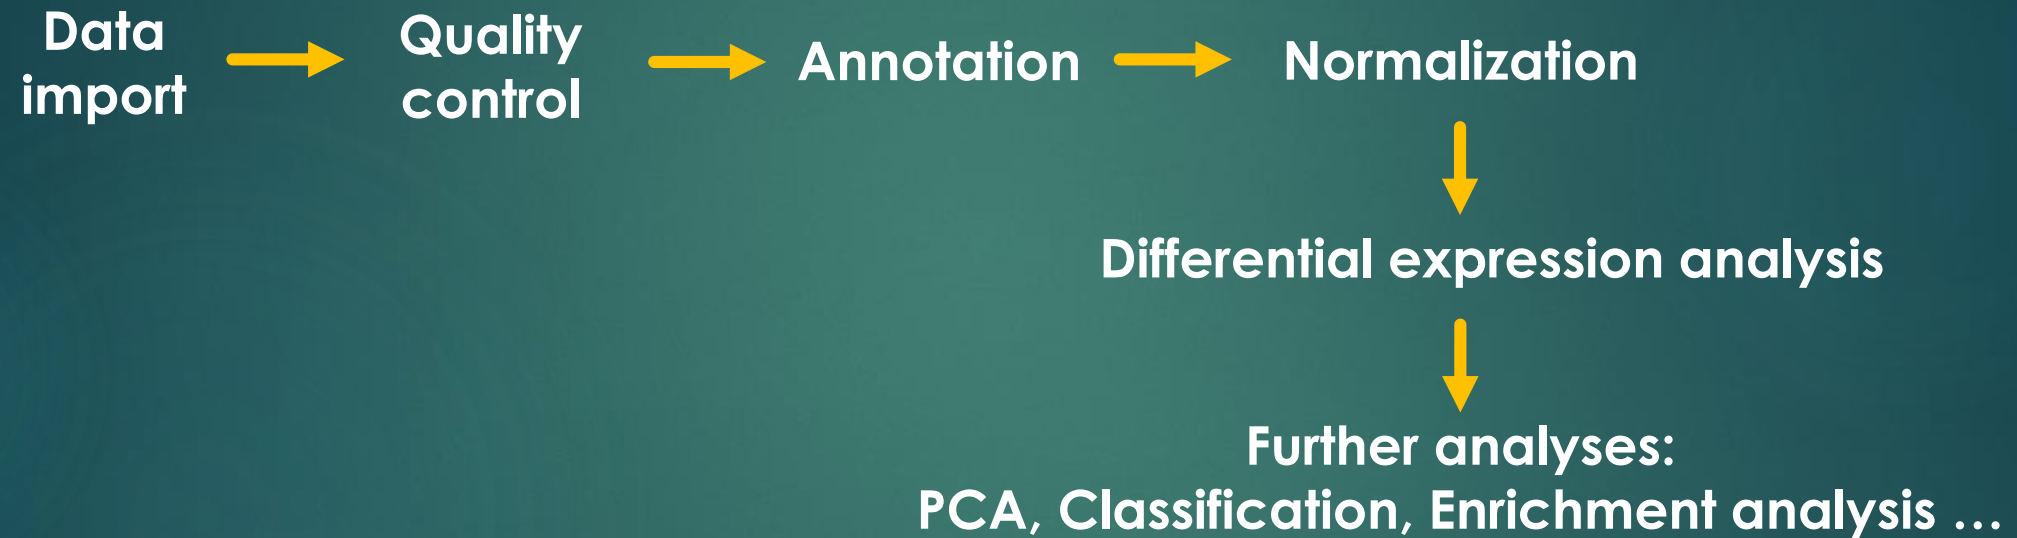 Data
import
Quality
control
Annotation
Normalization
Differential expression analysis
Further analyses:
PCA, Classification, Enrichment analysis …